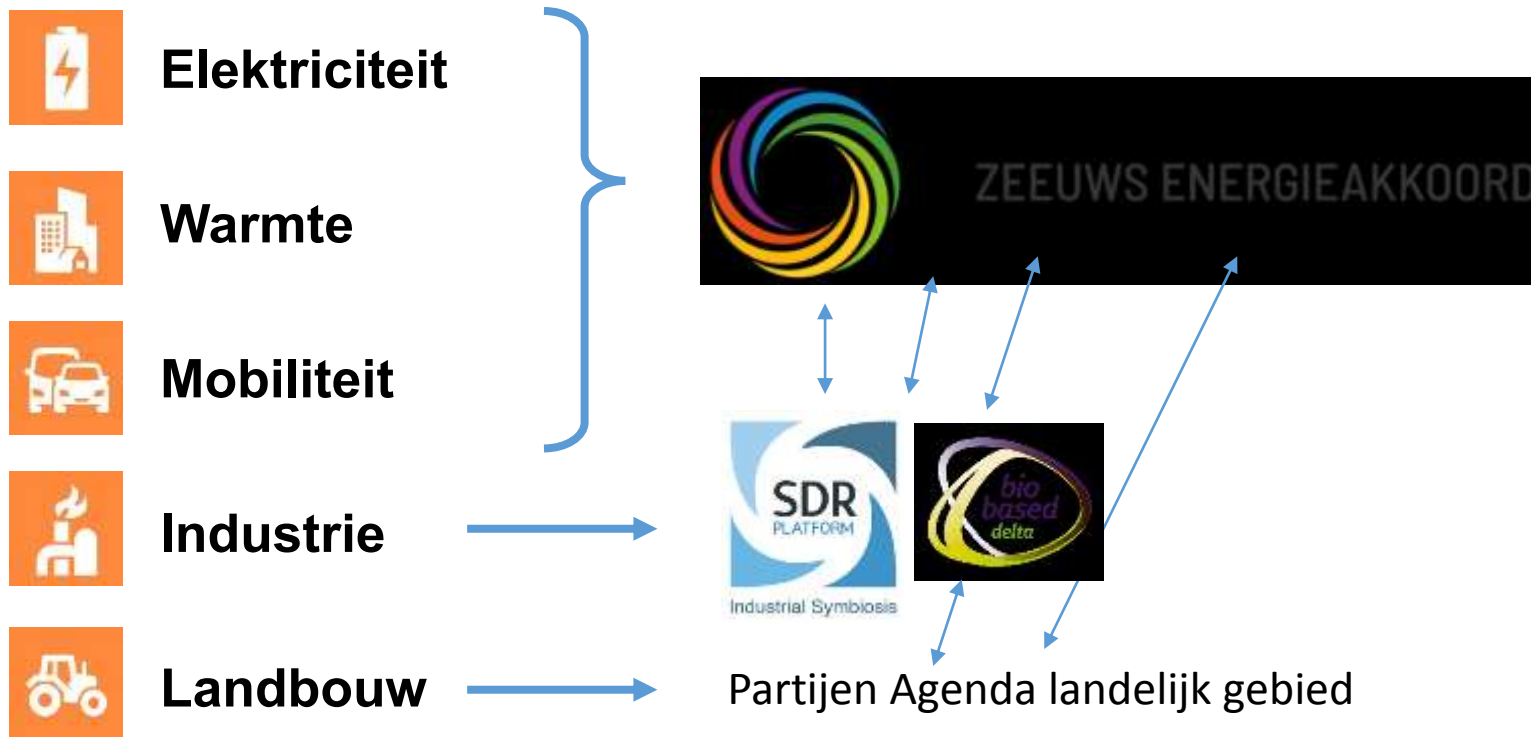 Elektriciteit
Warmte
Mobiliteit
Industrie
Landbouw
ZEEUWS ENERGIEAKKOORD
SDR
PLATFORM
Industrial Symbiosis
bio
based
delta
Partijen Agenda landelijk gebied